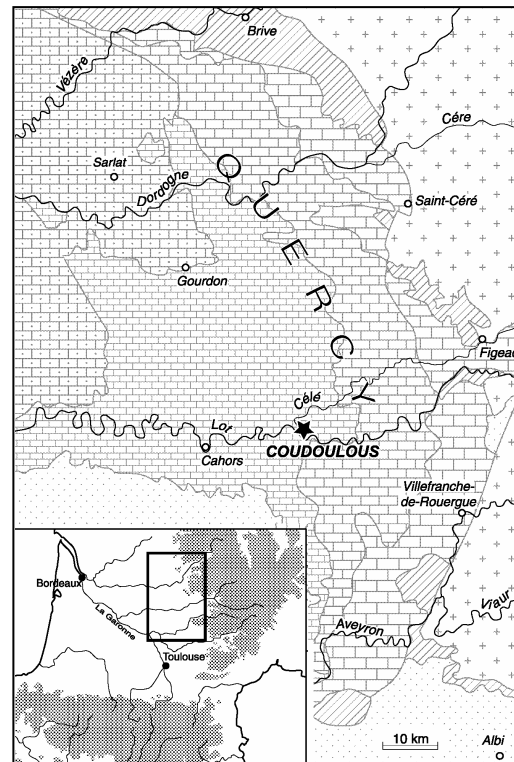 Brive
Vézère
Cére
Sarlat
Dordogne
Saint-Céré
QUERCY
Gourdon
Figeac
Célé
Lot
COUDOULOUS
Cahors
Villefranche-
de-Rouergue
Bordeaux
La Garonne
Toulouse
Aveyron
Viaur
10 km
Albi